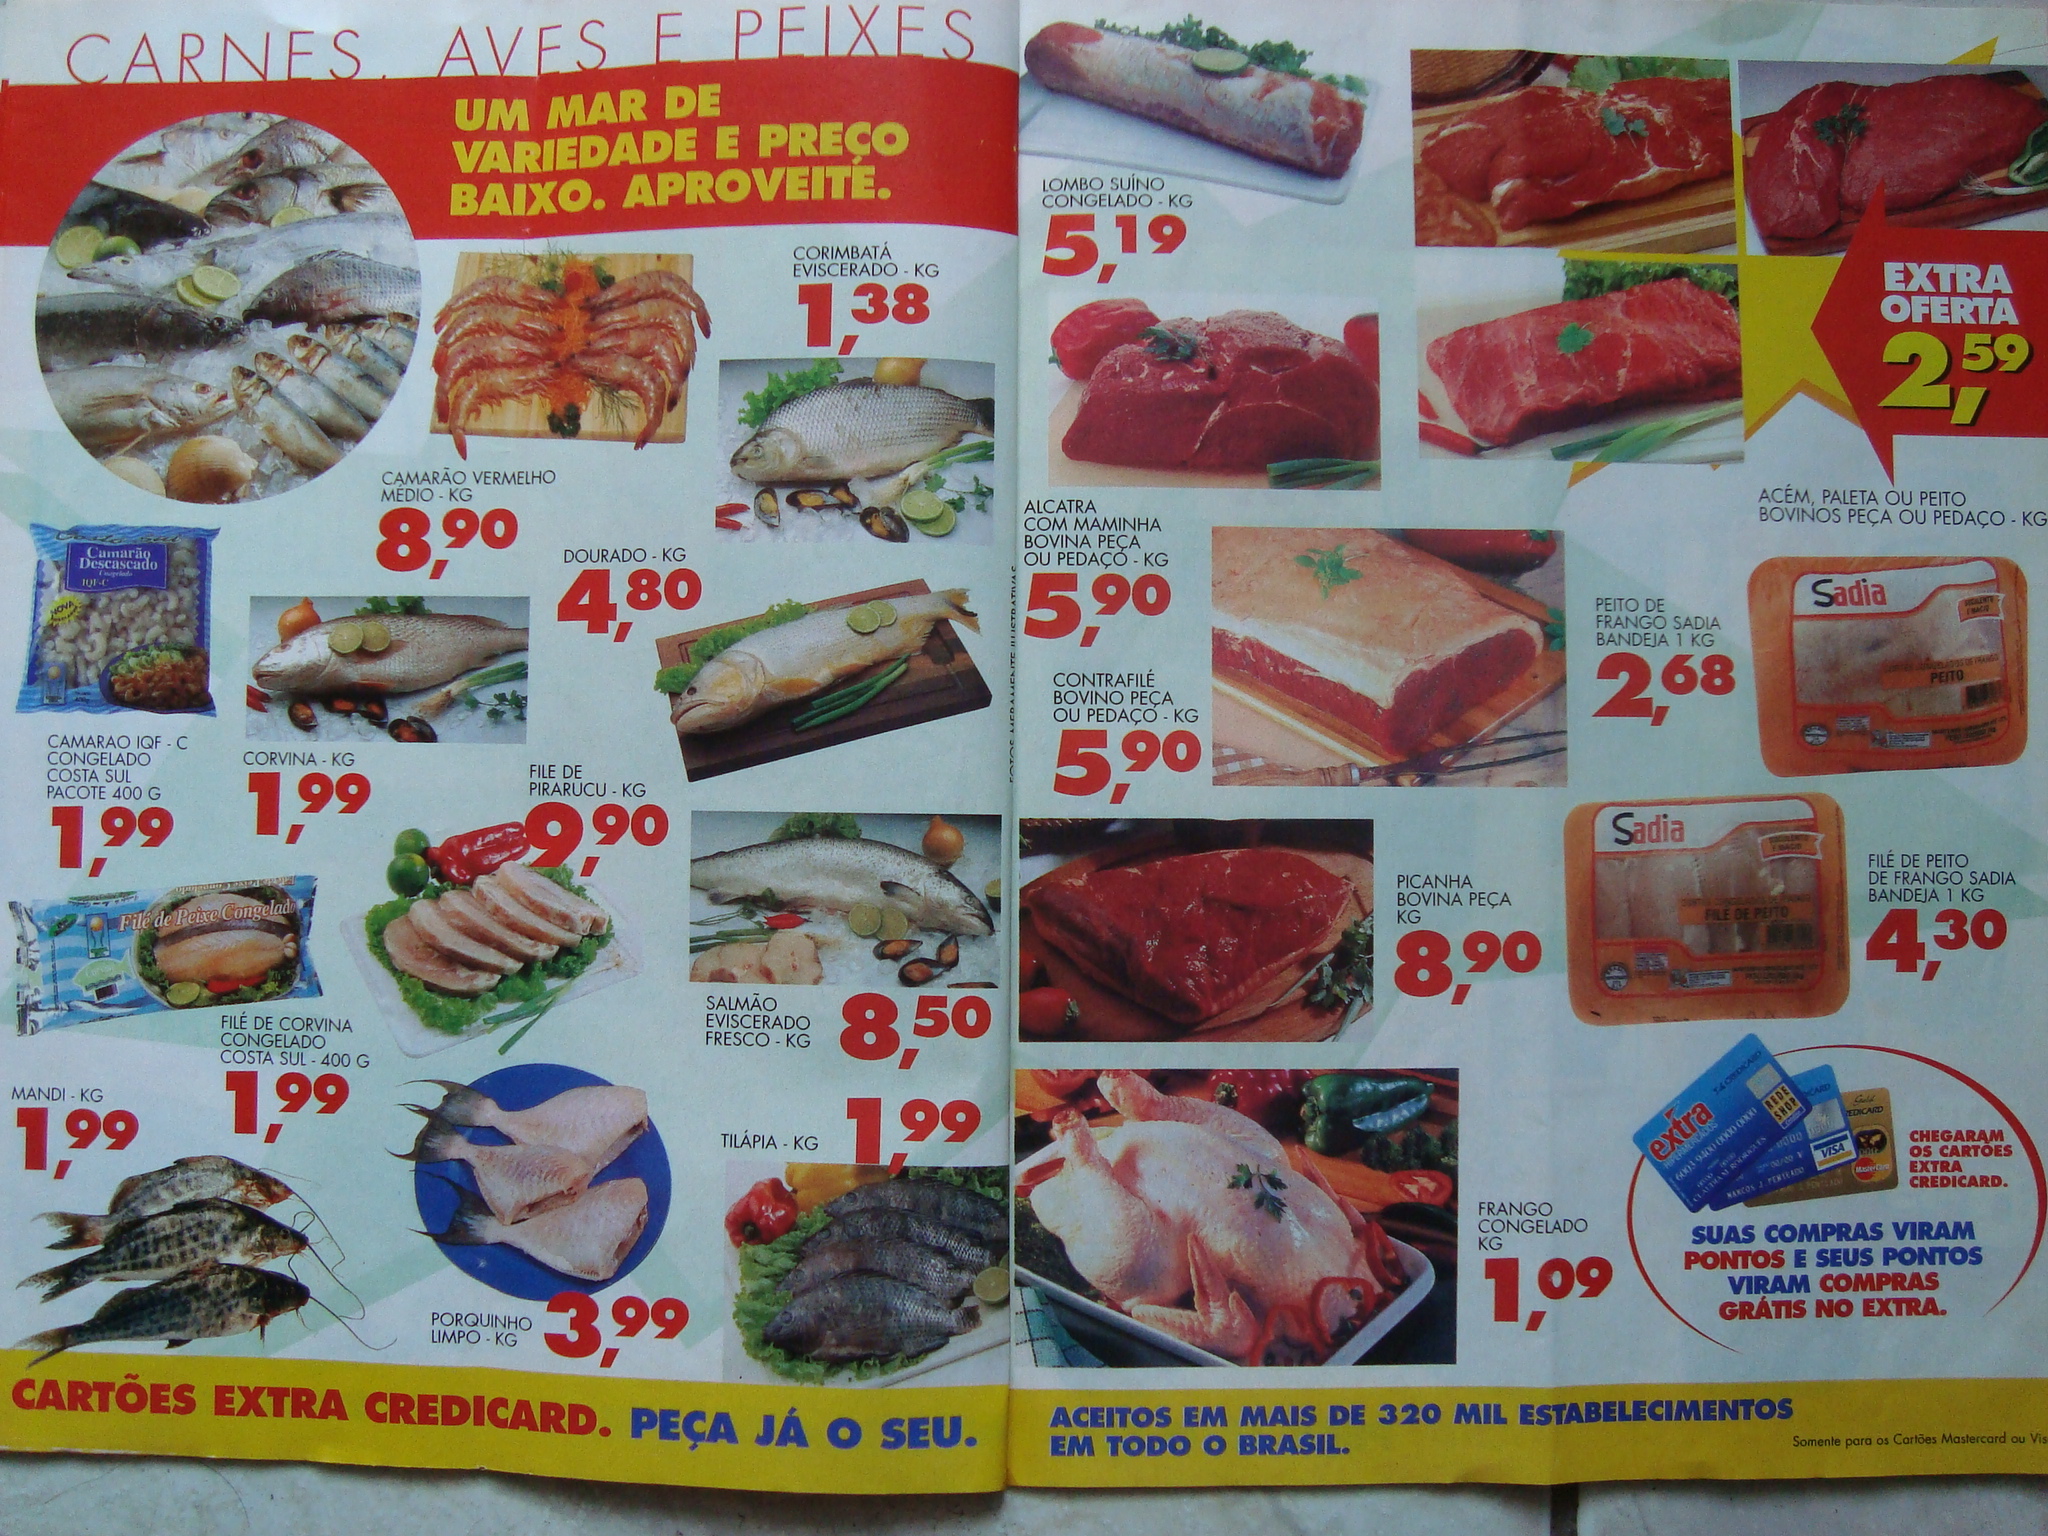 CARNES, AVES E PEIXES
UM MAR DE
VARIEDADE E PREÇO
BAIXO. APROVEITE.
CORIMBATÁ
EVISCERADO - KG
1,38
CAMARÃO VERMELHO
MÉDIO - KG
8,90
DOURADO - KG
4,80
Costa Sul
Camarão
Descascado
Congelado
IQF-C
NOVA
CAMARAO IQF - C
CONGELADO
COSTA SUL
PACOTE 400 G
1,99
CORVINA - KG
1,99
FILE DE
PIRARUCU - KG
9,90
Filé de Peixe Congelado
FILÉ DE CORVINA
CONGELADO
COSTA SUL - 400 G
1,99
SALMÃO
EVISCERADO
FRESCO - KG
8,50
MANDI - KG
1,99
PORQUINHO
LIMPO - KG
3,99
TILÁPIA - KG
1,99
CARTÕES EXTRA CREDICARD. PEÇA JÁ O SEU.
FOTOS MERAMENTE ILUSTRATIVAS
LOMBO SUÍNO
CONGELADO - KG
5,19
EXTRA
OFERTA
2,59
ACÉM, PALETA OU PEITO
BOVINOS PEÇA OU PEDAÇO - KG
ALCATRA
COM MAMINHA
BOVINA PEÇA
OU PEDAÇO - KG
5,90
CONTRAFILÉ
BOVINO PEÇA
OU PEDAÇO - KG
5,90
PEITO DE
FRANGO SADIA
BANDEJA 1 KG
2,68
Sadia
PEITO
PICANHA
BOVINA PEÇA
KG
8,90
Sadia
FILE DE PEITO
FILÉ DE PEITO
DE FRANGO SADIA
BANDEJA 1 KG
4,30
FRANGO
CONGELADO
KG
1,09
CREDICARD
extra
REDE
SHOP
VISA
Gold
MasterCard
MARCOS J. PENTEADO
CHEGARAM
OS CARTÕES
EXTRA
CREDICARD.
SUAS COMPRAS VIRAM
PONTOS E SEUS PONTOS
VIRAM COMPRAS
GRÁTIS NO EXTRA.
ACEITOS EM MAIS DE 320 MIL ESTABELECIMENTOS
EM TODO O BRASIL.
Somente para os Cartões Mastercard ou Vis